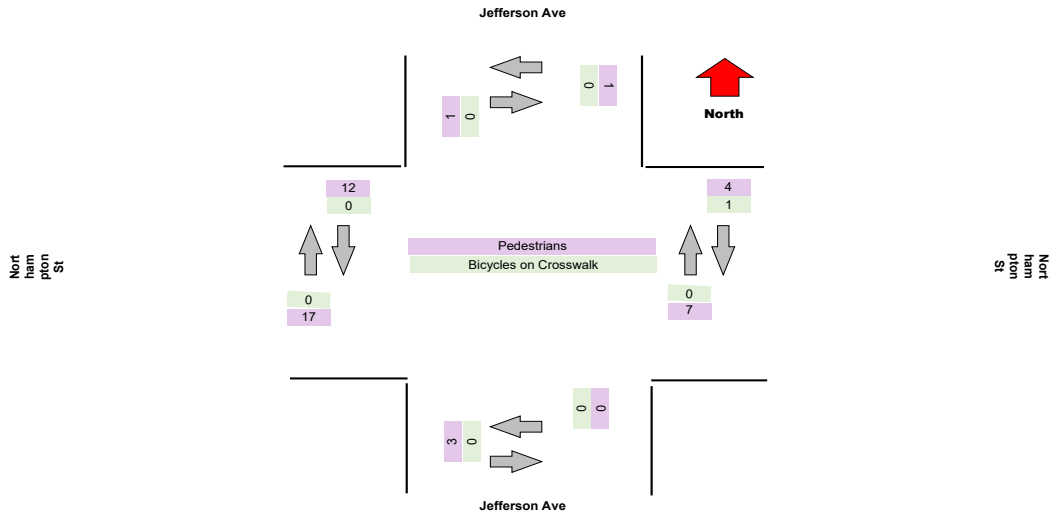 Jefferson Ave
0
1
1
0
North
12
0
4
1
Pedestrians
Bicycles on Crosswalk
Nort
ham
pton
St
Nort
ham
pton
St
0
17
0
7
0
0
3
0
Jefferson Ave